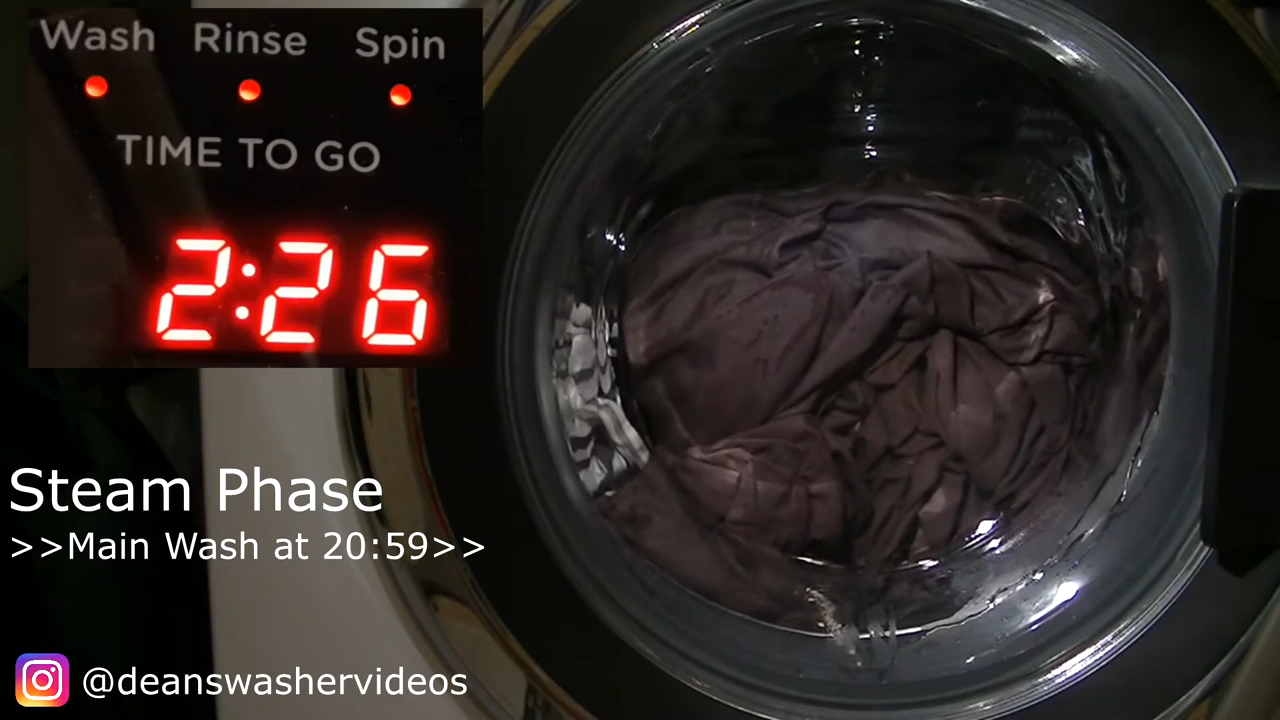 Wash Rinse Spin
TIME TO GO
2:26
Steam Phase
>>Main Wash at 20:59>>
@deanswashervideos